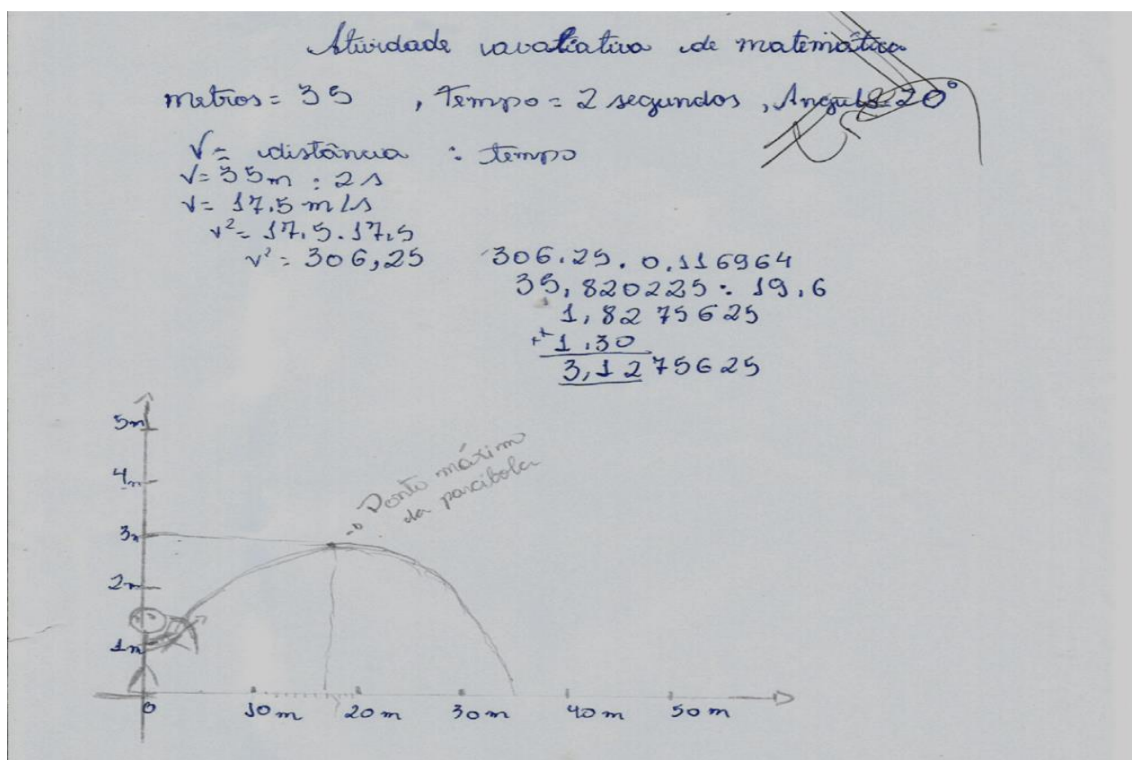 Atividade avaliativa de matemática
metros = 35 , Tempo = 2 segundos , Angulo 20°
V = distância : tempo
V = 35m : 2s
V = 17,5 m/s
v² = 17,5 . 17,5
v² = 306,25
306,25 . 0,116964
35,820225 : 19,6
1,8275625
+ 1,30
3,1275625
5m
4m
3m
Ponto máxim
da parábola
2m
1m
0 10m 20m 30m 40m 50m